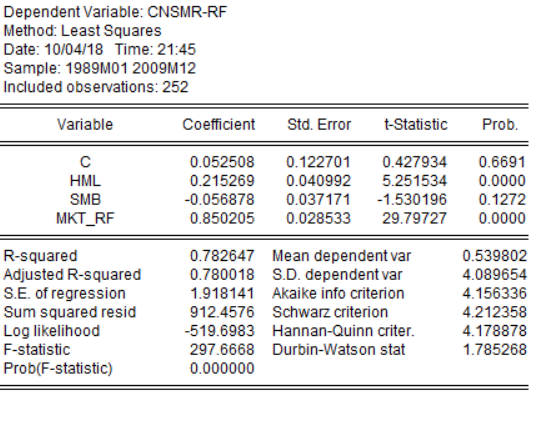 Dependent Variable: CNSMR-RF
Method: Least Squares
Date: 10/04/18 Time: 21:45
Sample: 1989M01 2009M12
Included observations: 252
Variable Coefficient Std. Error t-Statistic Prob.
C 0.052508 0.122701 0.427934 0.6691
HML 0.215269 0.040992 5.251534 0.0000
SMB -0.056878 0.037171 -1.530196 0.1272
MKT_RF 0.850205 0.028533 29.79727 0.0000
R-squared 0.782647 Mean dependent var 0.539802
Adjusted R-squared 0.780018 S.D. dependent var 4.089654
S.E. of regression 1.918141 Akaike info criterion 4.156336
Sum squared resid 912.4576 Schwarz criterion 4.212358
Log likelihood -519.6983 Hannan-Quinn criter. 4.178878
F-statistic 297.6668 Durbin-Watson stat 1.785268
Prob(F-statistic) 0.000000